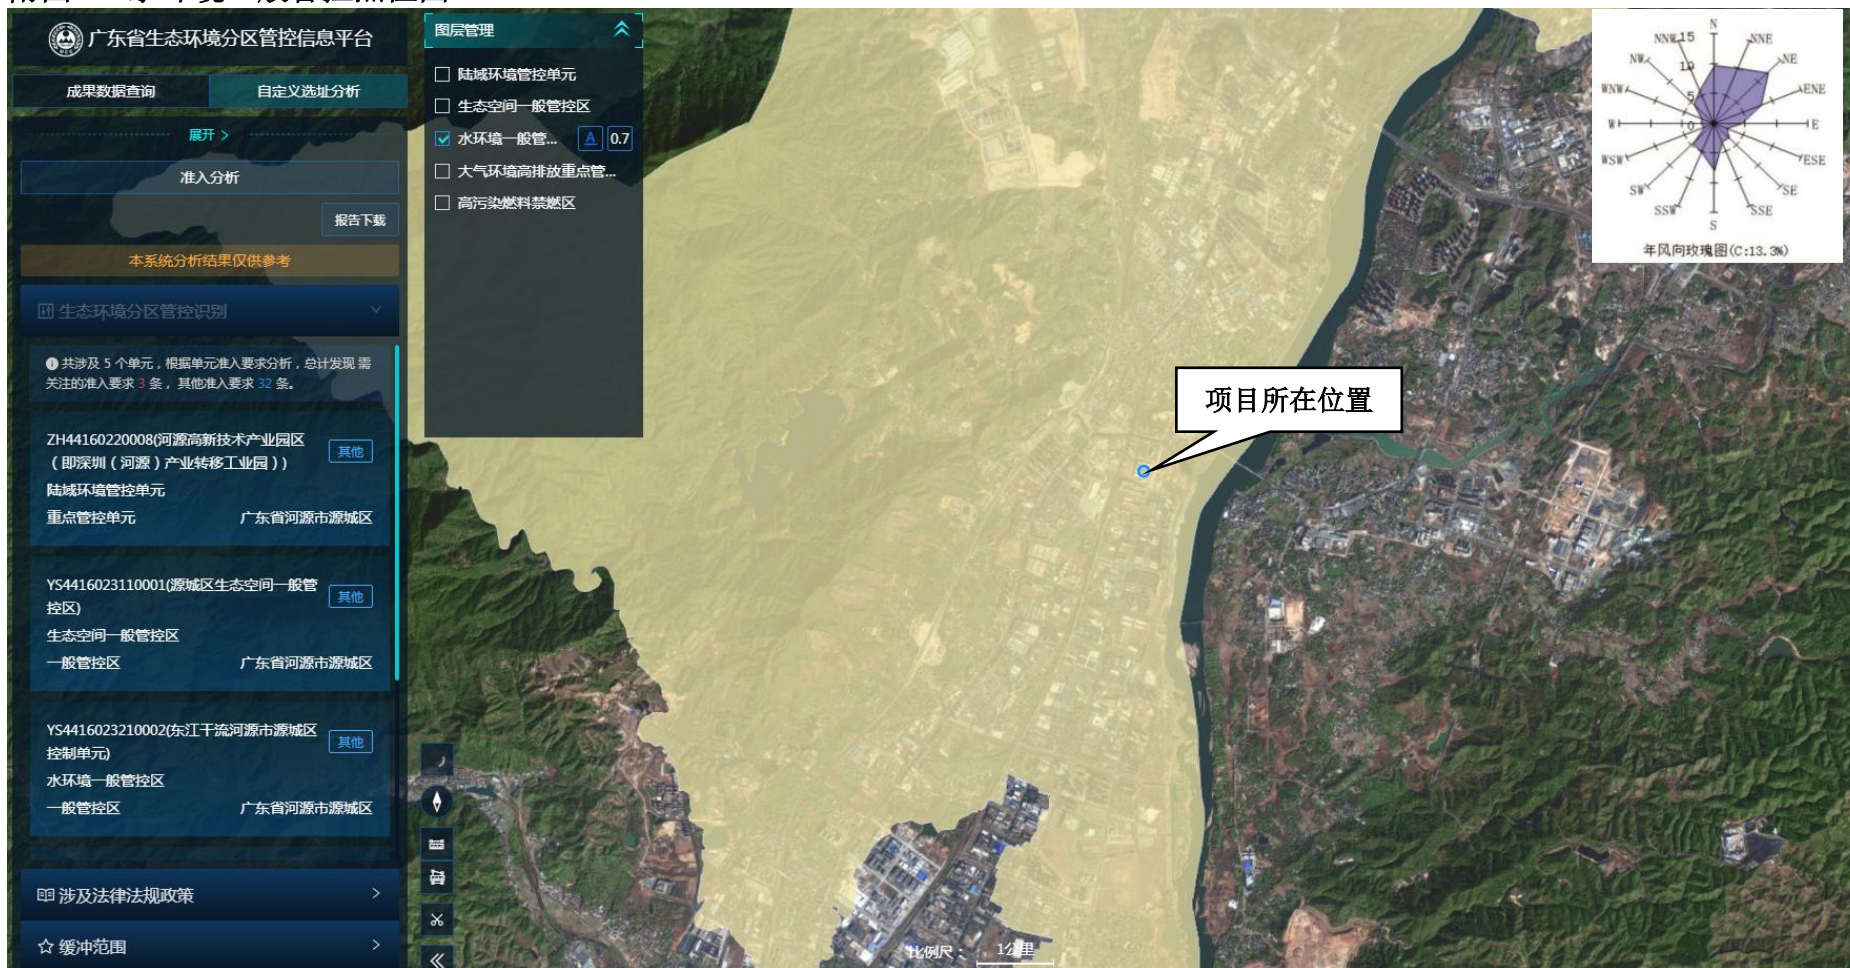 广东省生态环境分区管控信息平台
成果数据查询
自定义选址分析
展开 >
准入分析
报告下载
本系统分析结果仅供参考
生态环境分区管控识别
共涉及 5 个单元，根据单元准入要求分析，总计发现 需
关注的准入要求 3 条， 其他准入要求 32 条。
ZH44160220008(河源高新技术产业园区
（即深圳（河源）产业转移工业园））
其他
陆域环境管控单元
重点管控单元
广东省河源市源城区
YS4416023110001(源城区生态空间一般管
控区)
其他
生态空间一般管控区
一般管控区
广东省河源市源城区
YS4416023210002(东江干流河源市源城区
控制单元)
其他
水环境一般管控区
一般管控区
广东省河源市源城区
涉及法律法规政策
缓冲范围
图层管理
陆域环境管控单元
生态空间一般管控区
水环境一般管... A 0.7
大气环境高排放重点管...
高污染燃料禁燃区
项目所在位置
比例尺： 1公里
N
NNW 15 NNE
NW 10 NE
WNW 5 ENE
W 0 E
WSW ESE
SW SE
SSW SSE
S
年风向玫瑰图(C:13.3%)